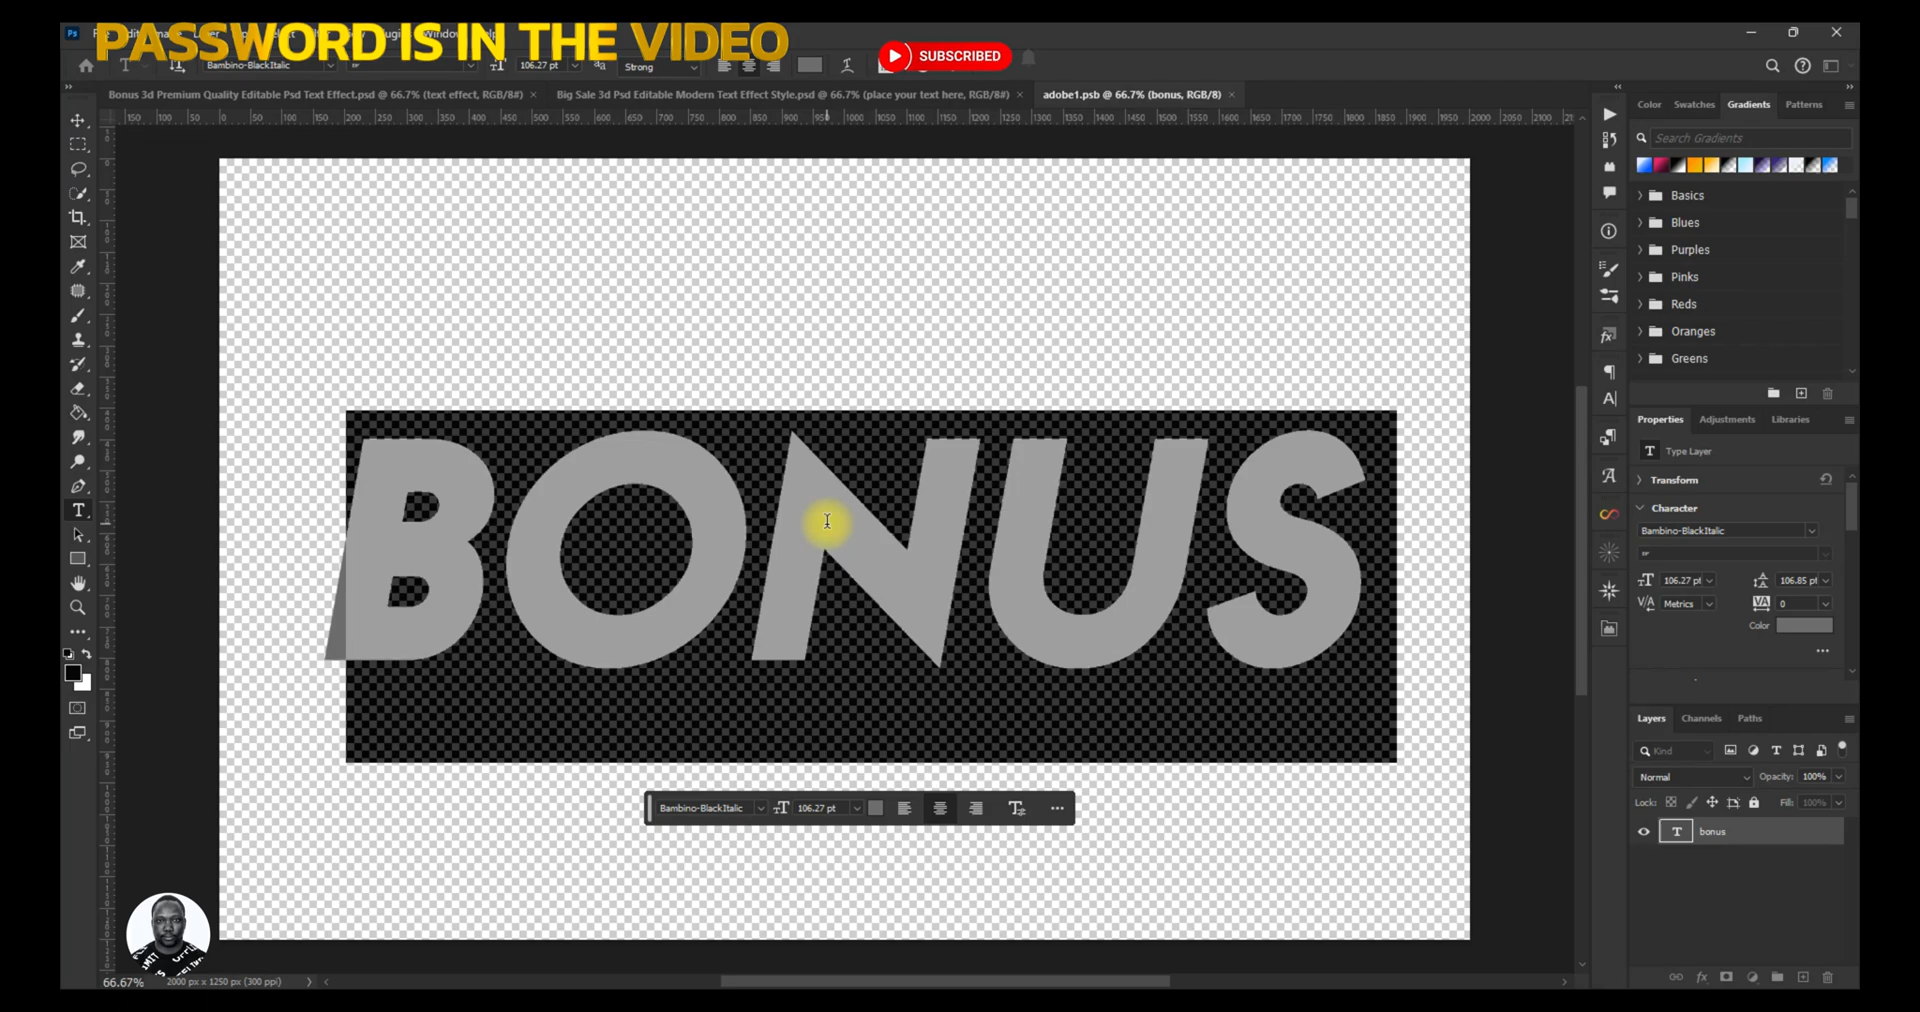 PASSWORD IS IN THE VIDEO
SUBSCRIBED
Bambino-BlackItalic
106.27 pt
Strong
Bonus 3d Premium Quality Editable Psd Text Effect.psd @ 66.7% (text effect, RGB/8#)
Big Sale 3d Psd Editable Modern Text Effect Style.psd @ 66.7% (place your text here, RGB/8#)
adobe1.psb @ 66.7% (bonus, RGB/8)
Color
Swatches
Gradients
Patterns
Search Gradients
Basics
Blues
Purples
Pinks
Reds
Oranges
Greens
BONUS
Properties
Adjustments
Libraries
Type Layer
Transform
Character
Bambino-BlackItalic
106.27 pt
106.85 pt
Metrics
0
Color
Layers
Channels
Paths
Kind
Normal
Opacity: 100%
Lock:
Fill: 100%
bonus
Bambino-BlackItalic
106.27 pt
66.67%
2000 px x 1250 px (300 ppi)